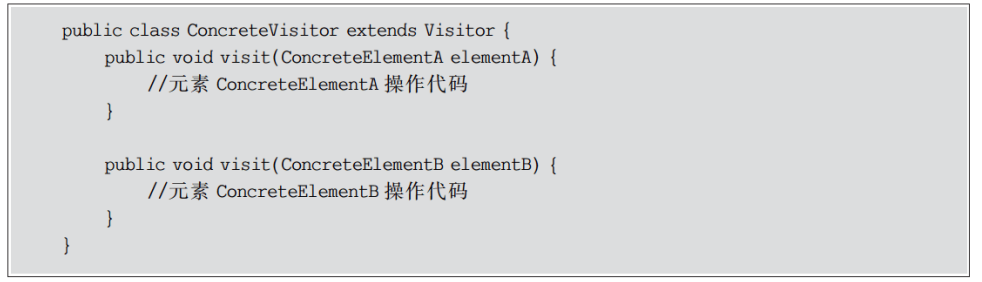 public class ConcreteVisitor extends Visitor {
    public void visit(ConcreteElementA elementA) {
        //元素 ConcreteElementA 操作代码
    }

    public void visit(ConcreteElementB elementB) {
        //元素 ConcreteElementB 操作代码
    }
}